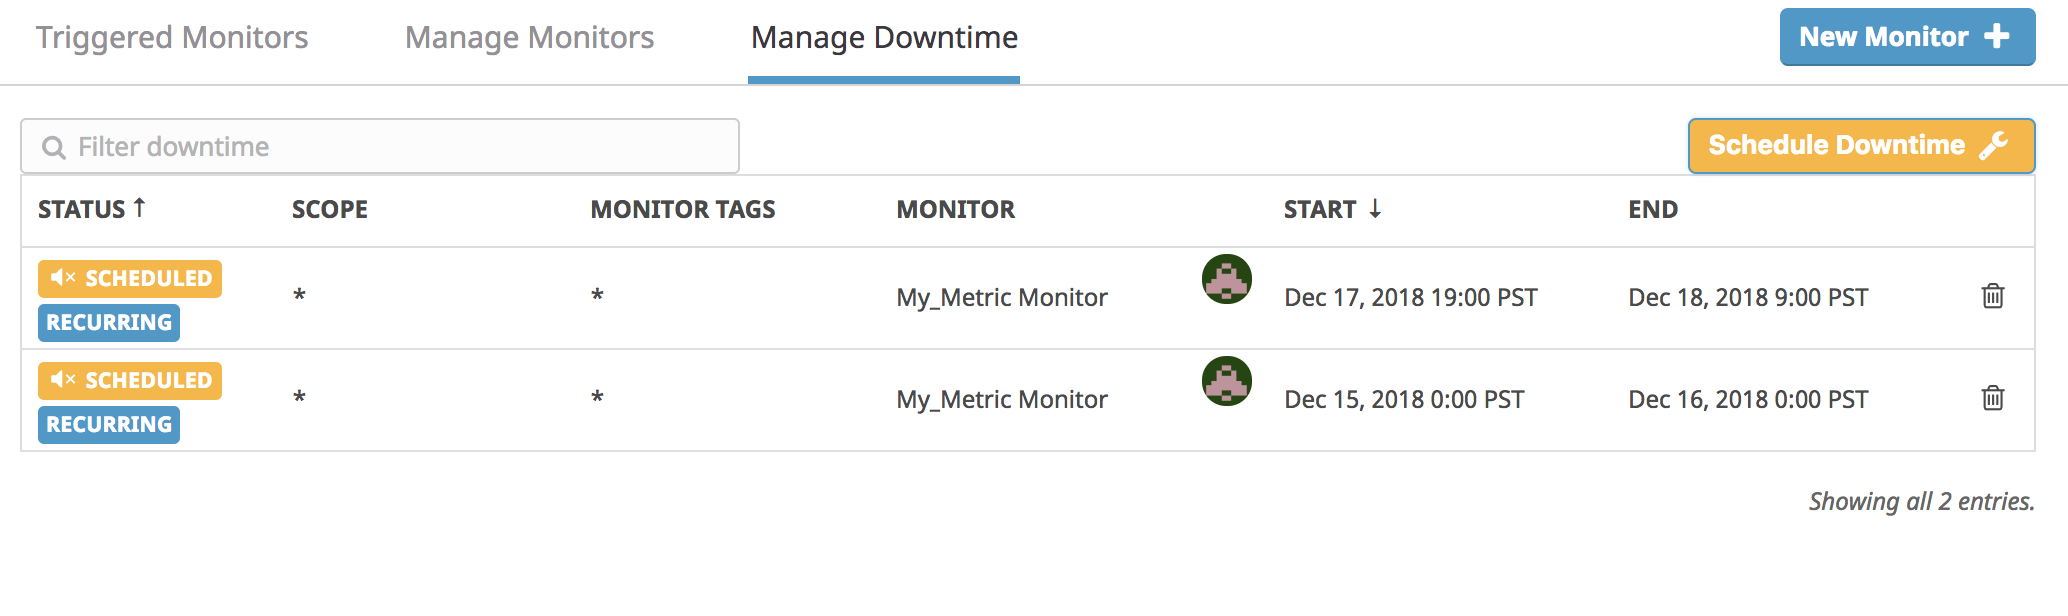 Triggered Monitors Manage Monitors Manage Downtime New Monitor
Filter downtime Schedule Downtime
STATUS ↑ SCOPE MONITOR TAGS MONITOR START ↓ END
SCHEDULED
RECURRING
* * My_Metric Monitor Dec 17, 2018 19:00 PST Dec 18, 2018 9:00 PST
SCHEDULED
RECURRING
* * My_Metric Monitor Dec 15, 2018 0:00 PST Dec 16, 2018 0:00 PST
Showing all 2 entries.